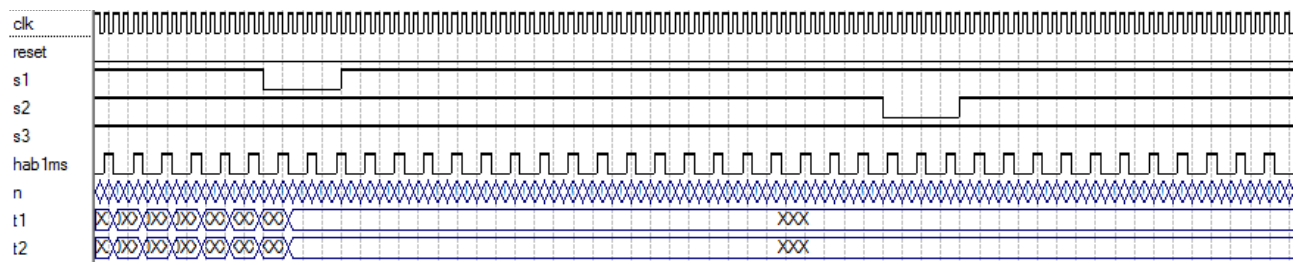 clk
reset
s1
s2
s3
hab1ms
n
t1 XXX
t2 XXX